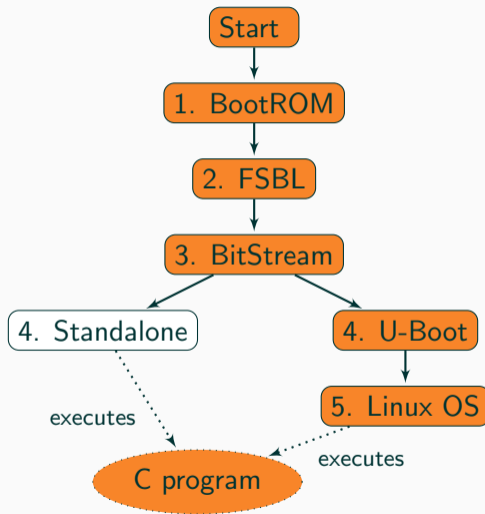 Start
1. BootROM
2. FSBL
3. BitStream
4. Standalone
4. U-Boot
5. Linux OS
executes
executes
C program